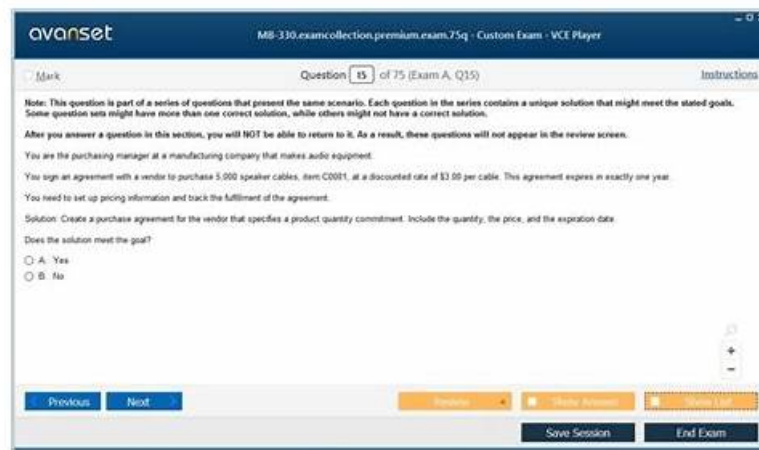 avanset
MB-330.examcollection.premium.exam.75q - Custom Exam - VCE Player
Mark
Question 15 of 75 (Exam A, Q15)
Instructions
Note: This question is part of a series of questions that present the same scenario. Each question in the series contains a unique solution that might meet the stated goals.
Some question sets might have more than one correct solution, while others might not have a correct solution.
After you answer a question in this section, you will NOT be able to return to it. As a result, these questions will not appear in the review screen.
You are the purchasing manager at a manufacturing company that makes audio equipment.
You sign an agreement with a vendor to purchase 5,000 speaker cables, item C0001, at a discounted rate of $3.00 per cable. This agreement expires in exactly one year.
You need to set up pricing information and track the fulfillment of the agreement.
Solution: Create a purchase agreement for the vendor that specifies a product quantity commitment. Include the quantity, the price, and the expiration date.
Does the solution meet the goal?
A. Yes
B. No
Previous
Next
Review
Show Answer
Show List
Save Session
End Exam